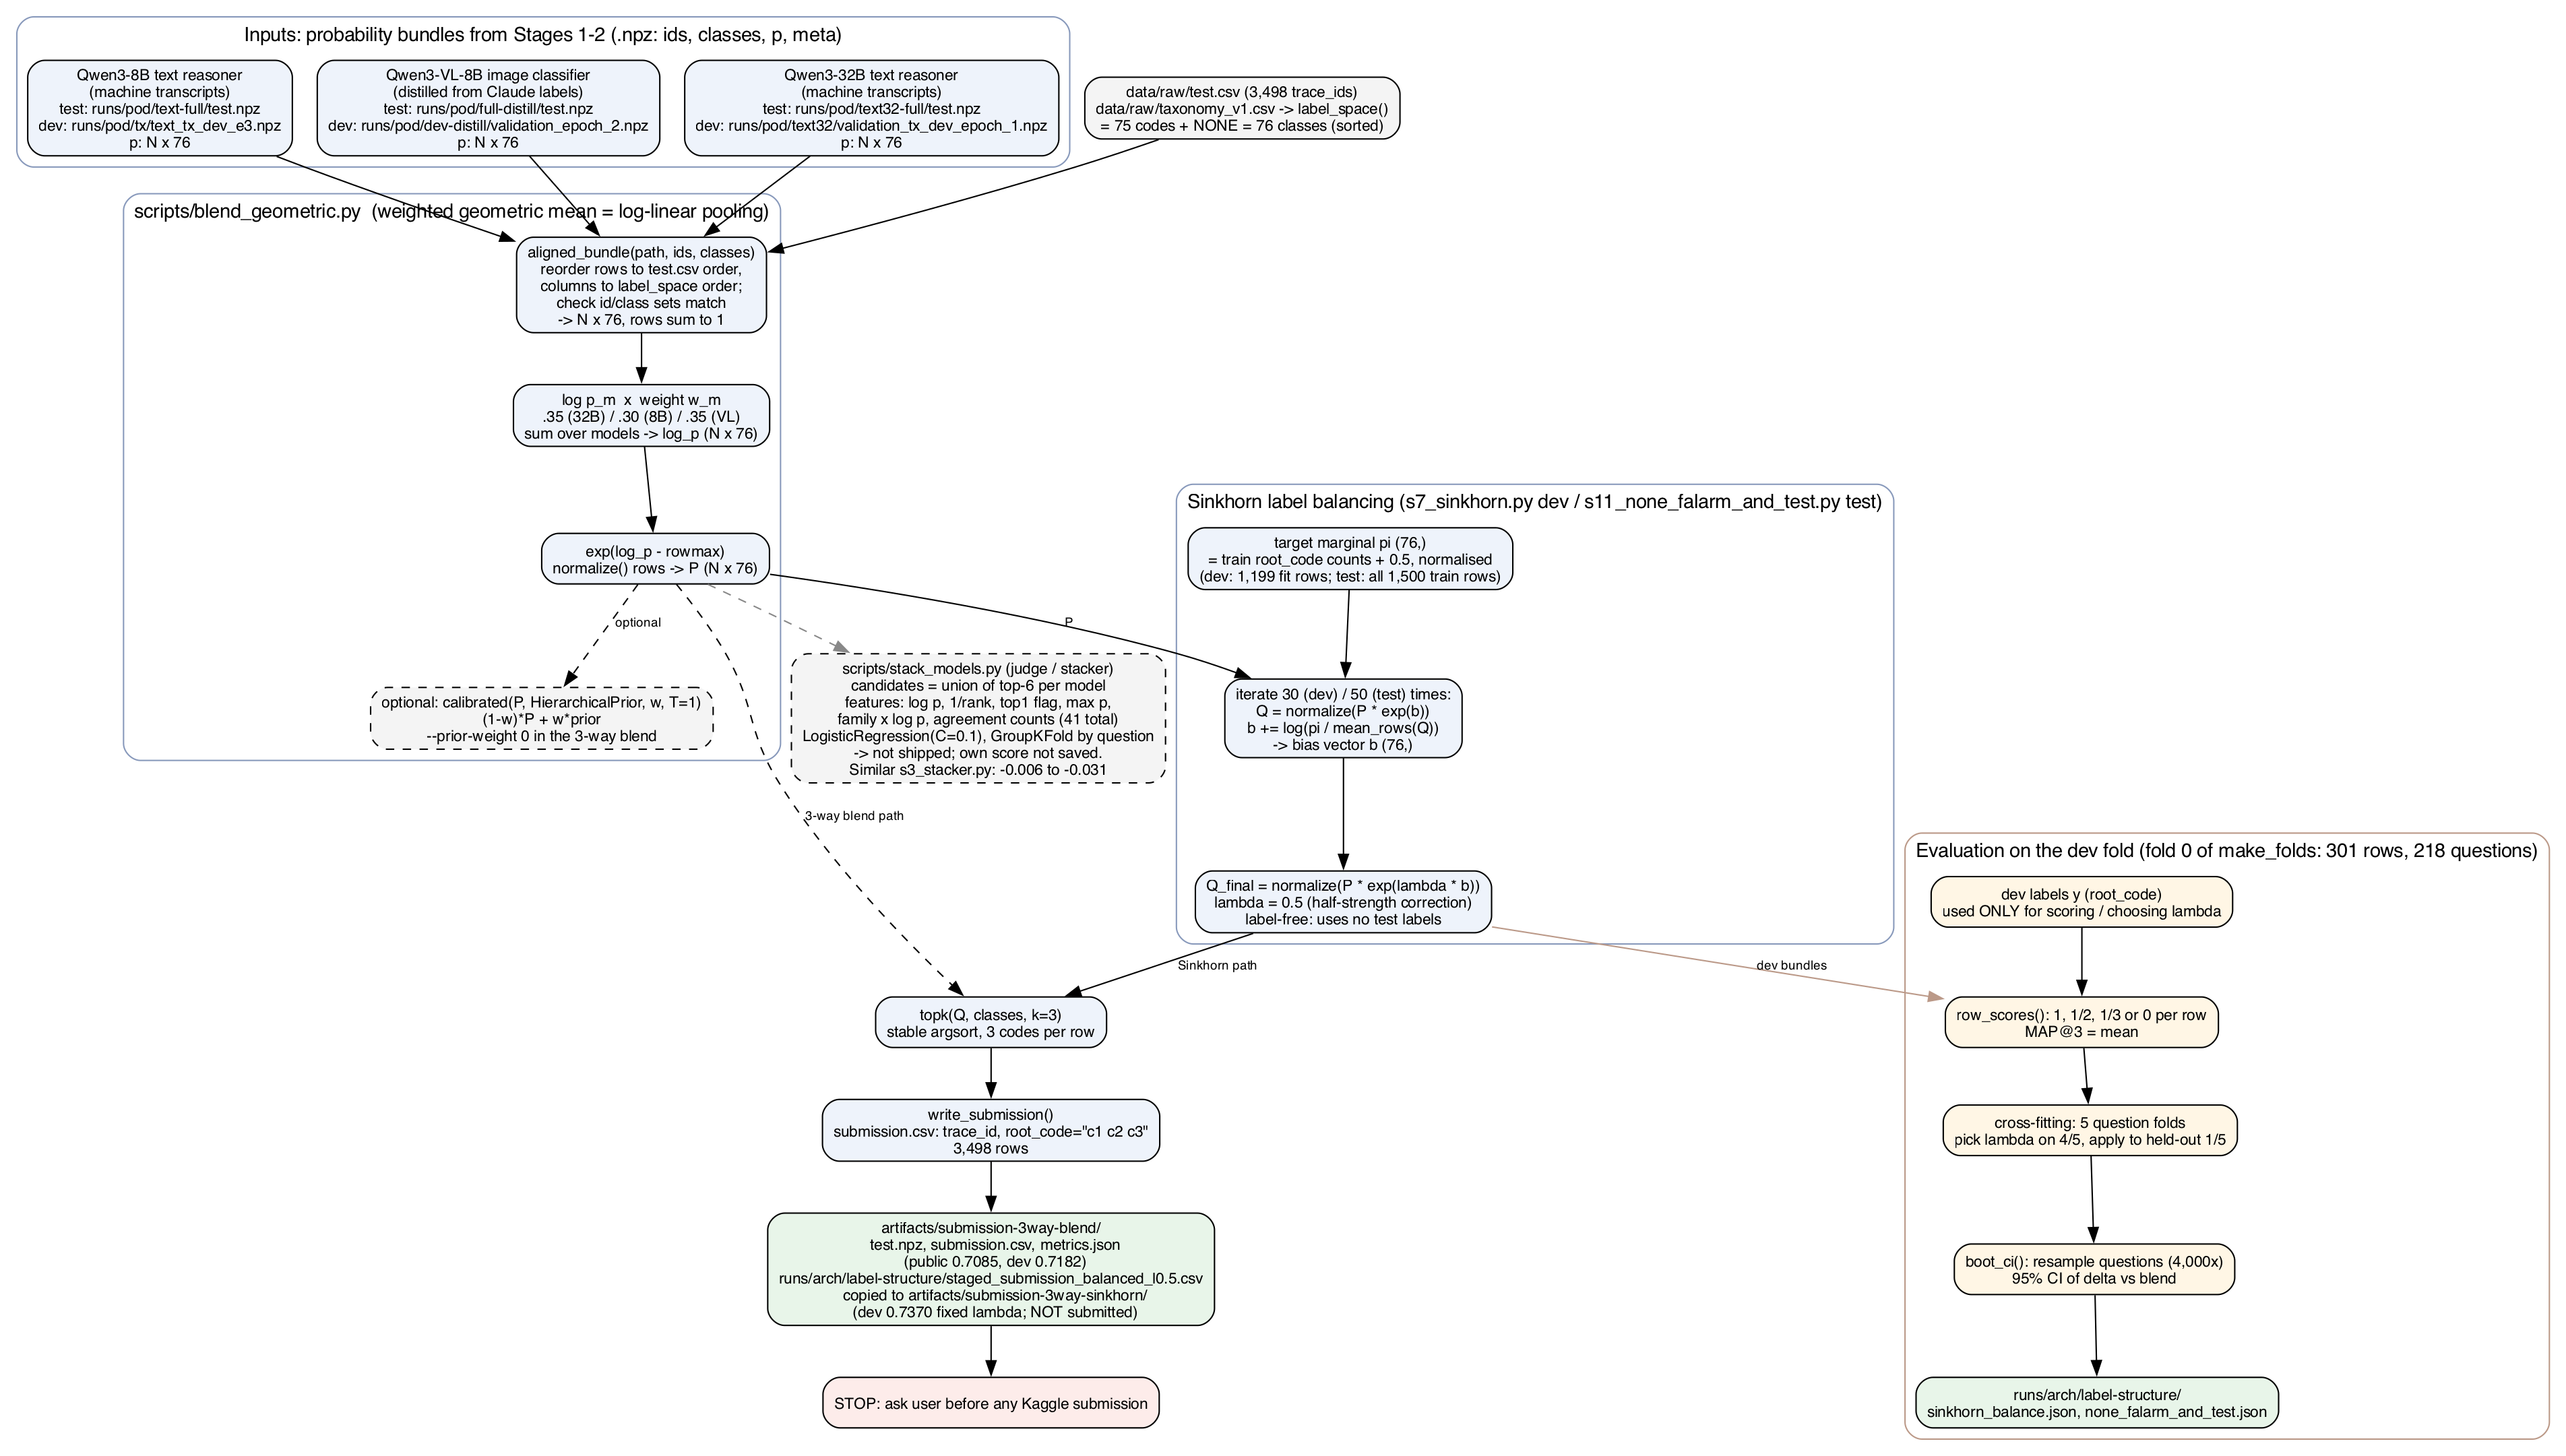 Inputs: probability bundles from Stages 1-2 (.npz: ids, classes, p, meta)
Qwen3-8B text reasoner
(machine transcripts)
test: runs/pod/text-full/test.npz
dev: runs/pod/tx/text_tx_dev_e3.npz
p: N x 76
Qwen3-VL-8B image classifier
(distilled from Claude labels)
test: runs/pod/full-distill/test.npz
dev: runs/pod/dev-distill/validation_epoch_2.npz
p: N x 76
Qwen3-32B text reasoner
(machine transcripts)
test: runs/pod/text32-full/test.npz
dev: runs/pod/text32/validation_tx_dev_epoch_1.npz
p: N x 76
data/raw/test.csv (3,498 trace_ids)
data/raw/taxonomy_v1.csv -> label_space()
= 75 codes + NONE = 76 classes (sorted)
scripts/blend_geometric.py  (weighted geometric mean = log-linear pooling)
aligned_bundle(path, ids, classes)
reorder rows to test.csv order,
columns to label_space order;
check id/class sets match
-> N x 76, rows sum to 1
log p_m  x  weight w_m
.35 (32B) / .30 (8B) / .35 (VL)
sum over models -> log_p (N x 76)
exp(log_p - rowmax)
normalize() rows -> P (N x 76)
optional
optional: calibrated(P, HierarchicalPrior, w, T=1)
(1-w)*P + w*prior
--prior-weight 0 in the 3-way blend
scripts/stack_models.py (judge / stacker)
candidates = union of top-6 per model
features: log p, 1/rank, top1 flag, max p,
family x log p, agreement counts (41 total)
LogisticRegression(C=0.1), GroupKFold by question
-> not shipped; own score not saved.
Similar s3_stacker.py: -0.006 to -0.031
P
3-way blend path
Sinkhorn label balancing (s7_sinkhorn.py dev / s11_none_falarm_and_test.py test)
target marginal pi (76,)
= train root_code counts + 0.5, normalised
(dev: 1,199 fit rows; test: all 1,500 train rows)
iterate 30 (dev) / 50 (test) times:
Q = normalize(P * exp(b))
b += log(pi / mean_rows(Q))
-> bias vector b (76,)
Q_final = normalize(P * exp(lambda * b))
lambda = 0.5 (half-strength correction)
label-free: uses no test labels
Sinkhorn path
dev bundles
topk(Q, classes, k=3)
stable argsort, 3 codes per row
write_submission()
submission.csv: trace_id, root_code="c1 c2 c3"
3,498 rows
artifacts/submission-3way-blend/
test.npz, submission.csv, metrics.json
(public 0.7085, dev 0.7182)
runs/arch/label-structure/staged_submission_balanced_l0.5.csv
copied to artifacts/submission-3way-sinkhorn/
(dev 0.7370 fixed lambda; NOT submitted)
STOP: ask user before any Kaggle submission
Evaluation on the dev fold (fold 0 of make_folds: 301 rows, 218 questions)
dev labels y (root_code)
used ONLY for scoring / choosing lambda
row_scores(): 1, 1/2, 1/3 or 0 per row
MAP@3 = mean
cross-fitting: 5 question folds
pick lambda on 4/5, apply to held-out 1/5
boot_ci(): resample questions (4,000x)
95% CI of delta vs blend
runs/arch/label-structure/
sinkhorn_balance.json, none_falarm_and_test.json